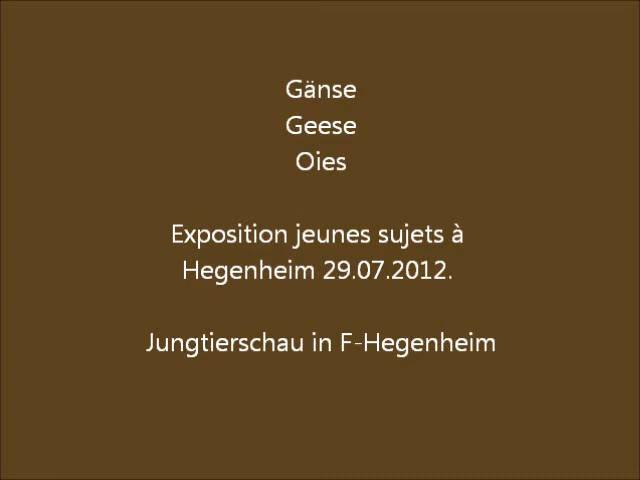 Gänse
Geese
Oies
Exposition jeunes sujets à
Hegenheim 29.07.2012.
Jungtierschau in F-Hegenheim